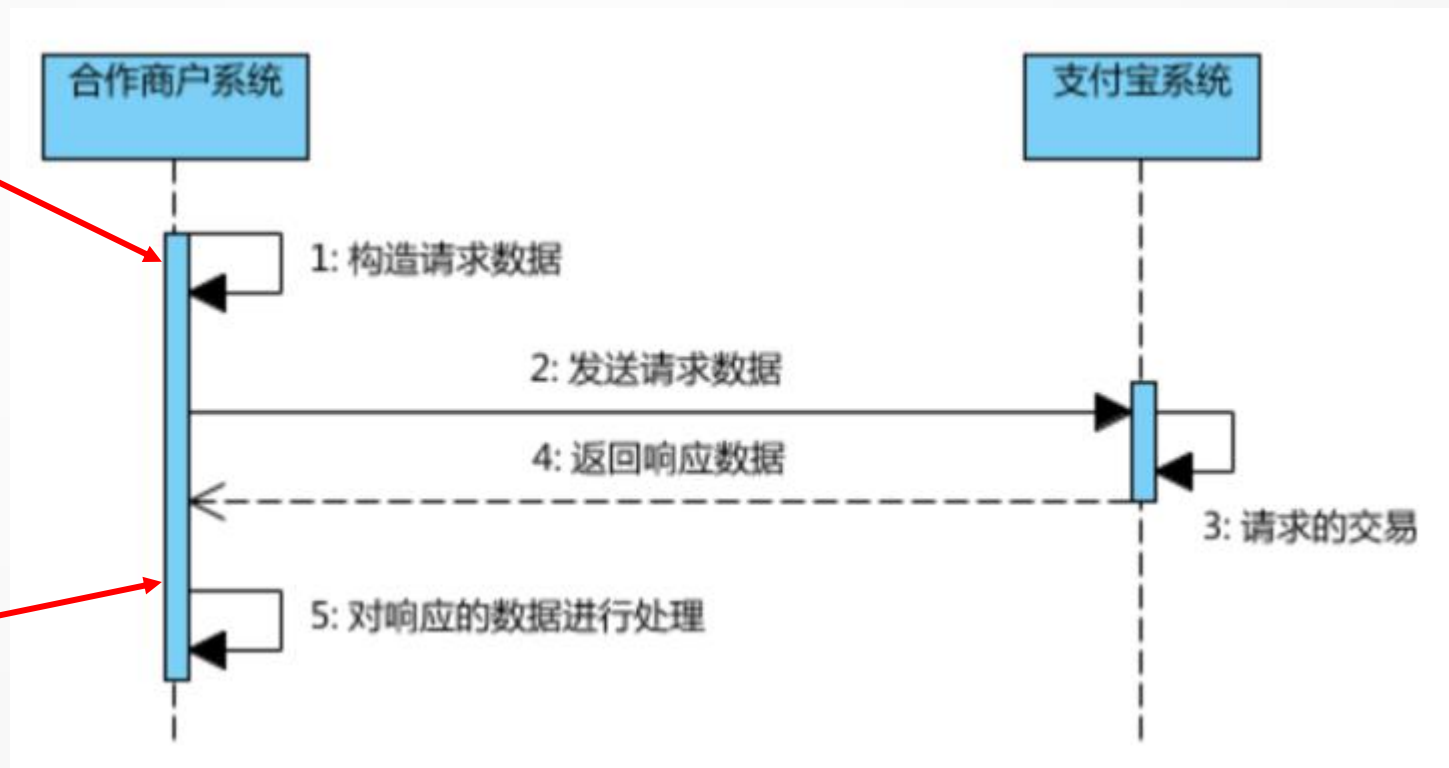 合作商户系统
支付宝系统
1: 构造请求数据
2: 发送请求数据
4: 返回响应数据
3: 请求的交易
5: 对响应的数据进行处理